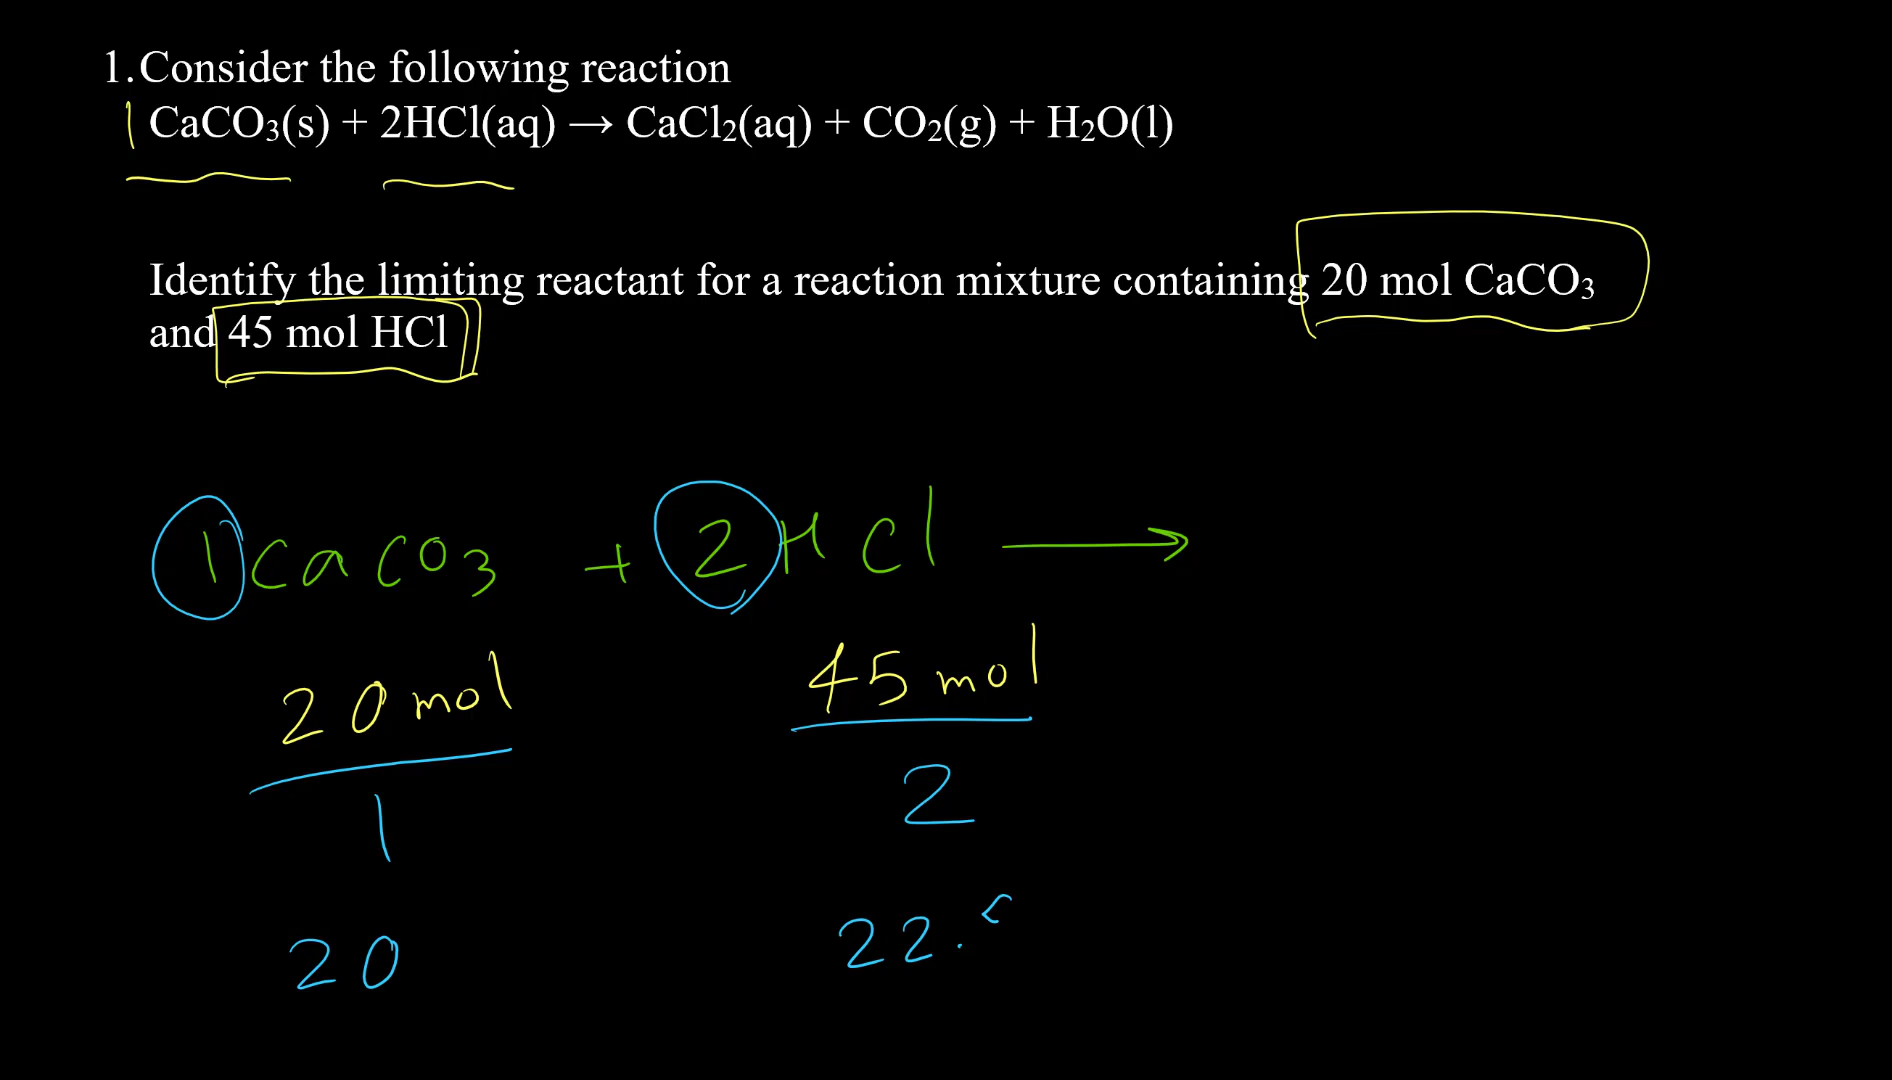 1. Consider the following reaction
1 CaCO3(s) + 2HCl(aq) → CaCl2(aq) + CO2(g) + H2O(l)
Identify the limiting reactant for a reaction mixture containing 20 mol CaCO3
and 45 mol HCl
1 CaCO3 + 2 HCl →
20 mol 45 mol
1 2
20 22.